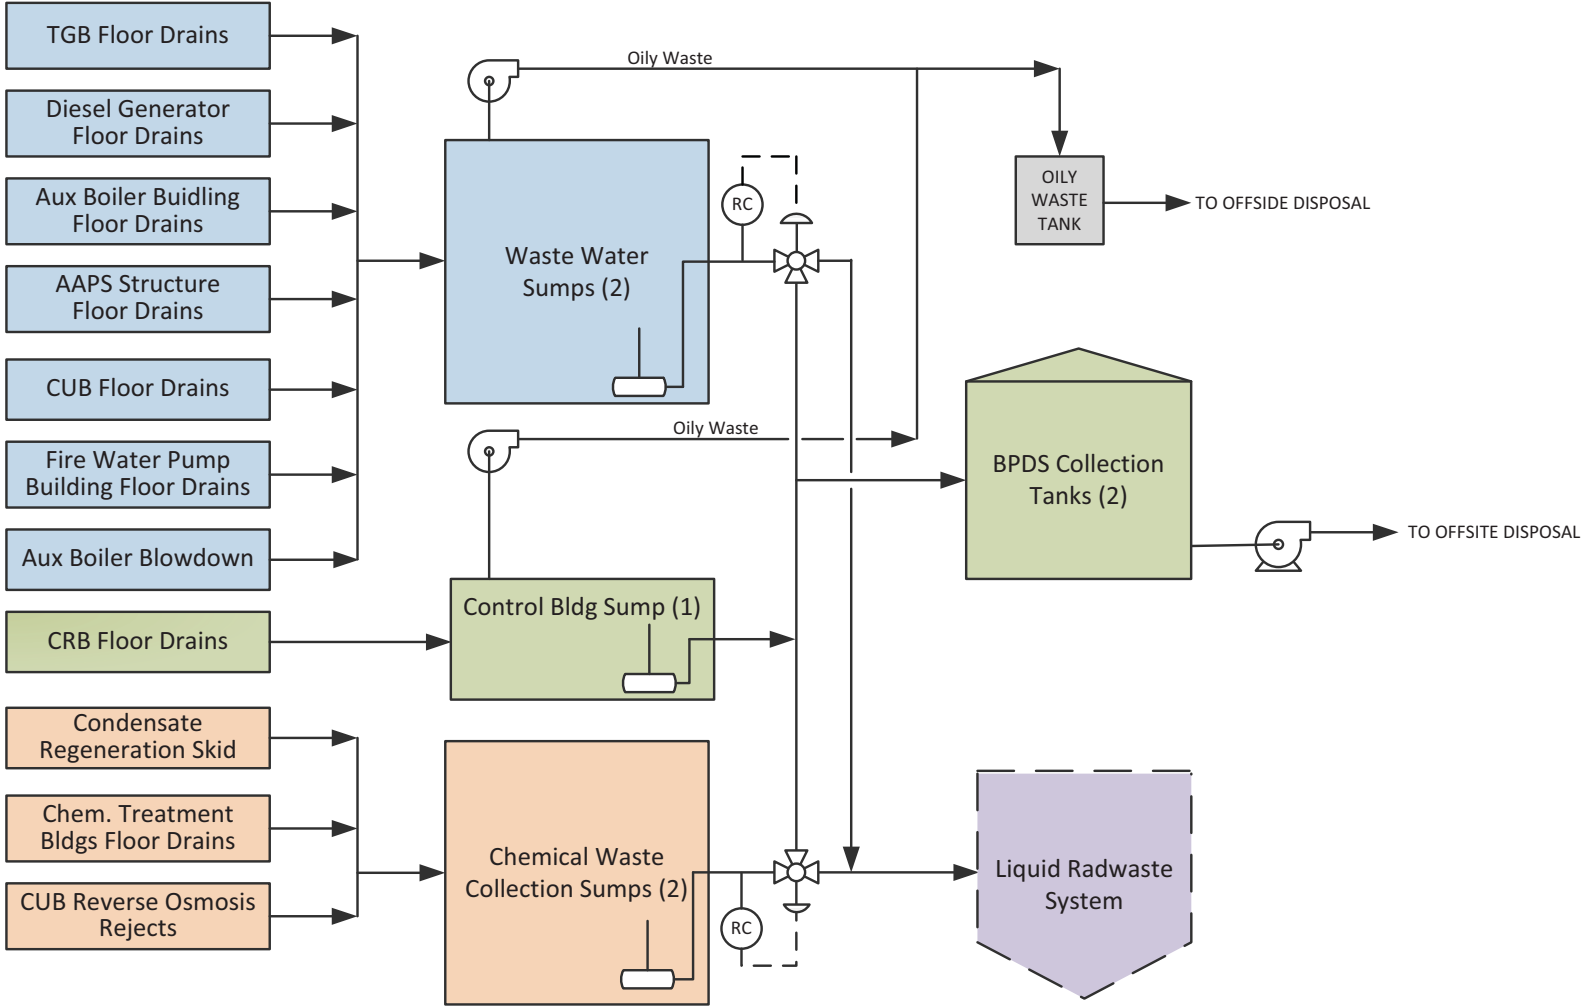 TGB Floor Drains
Diesel Generator
Floor Drains
Aux Boiler Buidling
Floor Drains
AAPS Structure
Floor Drains
CUB Floor Drains
Fire Water Pump
Building Floor Drains
Aux Boiler Blowdown
CRB Floor Drains
Condensate
Regeneration Skid
Chem. Treatment
Bldgs Floor Drains
CUB Reverse Osmosis
Rejects
Oily Waste
Waste Water
Sumps (2)
RC
OILY
WASTE
TANK
TO OFFSIDE DISPOSAL
Oily Waste
Control Bldg Sump (1)
BPDS Collection
Tanks (2)
TO OFFSITE DISPOSAL
Chemical Waste
Collection Sumps (2)
RC
Liquid Radwaste
System